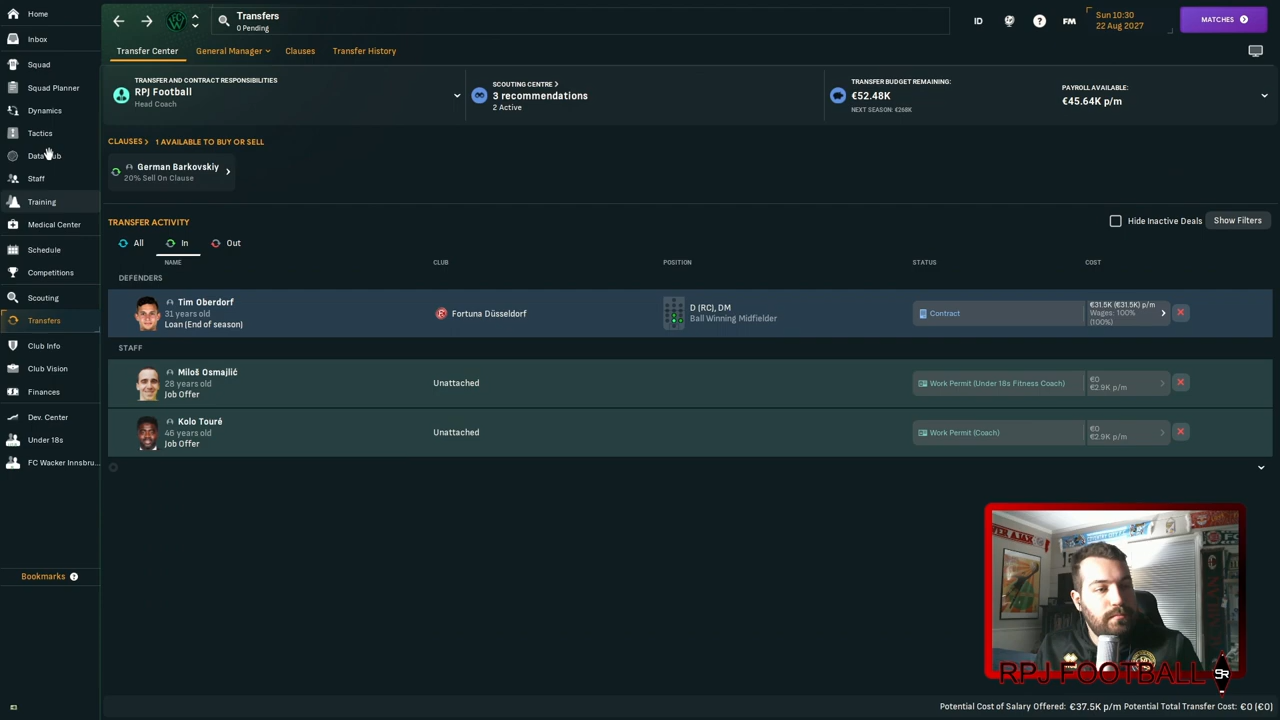 Home
Inbox
Squad
Squad Planner
Dynamics
Tactics
Staff
Training
Medical Center
Schedule
Competitions
Scouting
Transfers
Club Info
Club Vision
Finances
Dev. Center
Under 18s
FC Wacker Innsbru...
Bookmarks ?
Transfers
0 Pending
ID
?
FM
Sun 10:30
22 Aug 2027
MATCHES
Transfer Center
General Manager
Clauses
Transfer History
TRANSFER AND CONTRACT RESPONSIBILITIES
RPJ Football
Head Coach
SCOUTING CENTRE >
3 recommendations
2 Active
TRANSFER BUDGET REMAINING:
€52.48K
NEXT SEASON: €268K
PAYROLL AVAILABLE:
€45.64K p/m
CLAUSES > 1 AVAILABLE TO BUY OR SELL
German Barkovskiy
20% Sell On Clause
TRANSFER ACTIVITY
Hide Inactive Deals
Show Filters
All
In
Out
NAME CLUB POSITION STATUS COST
DEFENDERS
Tim Oberdorf
31 years old
Loan (End of season)
Fortuna Düsseldorf
D (RC), DM
Ball Winning Midfielder
Contract
€31.5K (€31.5K) p/m
Wages: 100%
(100%)
STAFF
Miloš Osmajlić
28 years old
Job Offer
Unattached
Work Permit (Under 18s Fitness Coach)
€0
€2.9K p/m
Kolo Touré
46 years old
Job Offer
Unattached
Work Permit (Coach)
€0
€2.9K p/m
MILAN
RPJ FOOTBALL
SR
Potential Cost of Salary Offered: €37.5K p/m Potential Total Transfer Cost: €0 (€0)